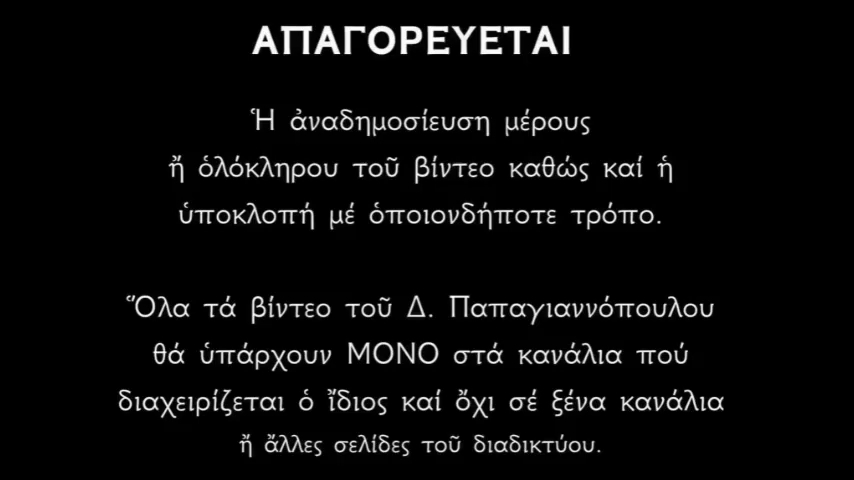 ΑΠΑΓΟΡΕΥΕΤΑΙ
Ἡ ἀναδημοσίευση μέρους
ἤ ὁλόκληρου τοῦ βίντεο καθώς καί ἡ
ὑποκλοπή μέ ὁποιονδήποτε τρόπο.
Ὅλα τά βίντεο τοῦ Δ. Παπαγιαννόπουλου
θά ὑπάρχουν ΜΟΝΟ στά κανάλια πού
διαχειρίζεται ὁ ἴδιος καί ὄχι σέ ξένα κανάλια
ἤ ἄλλες σελίδες τοῦ διαδικτύου.